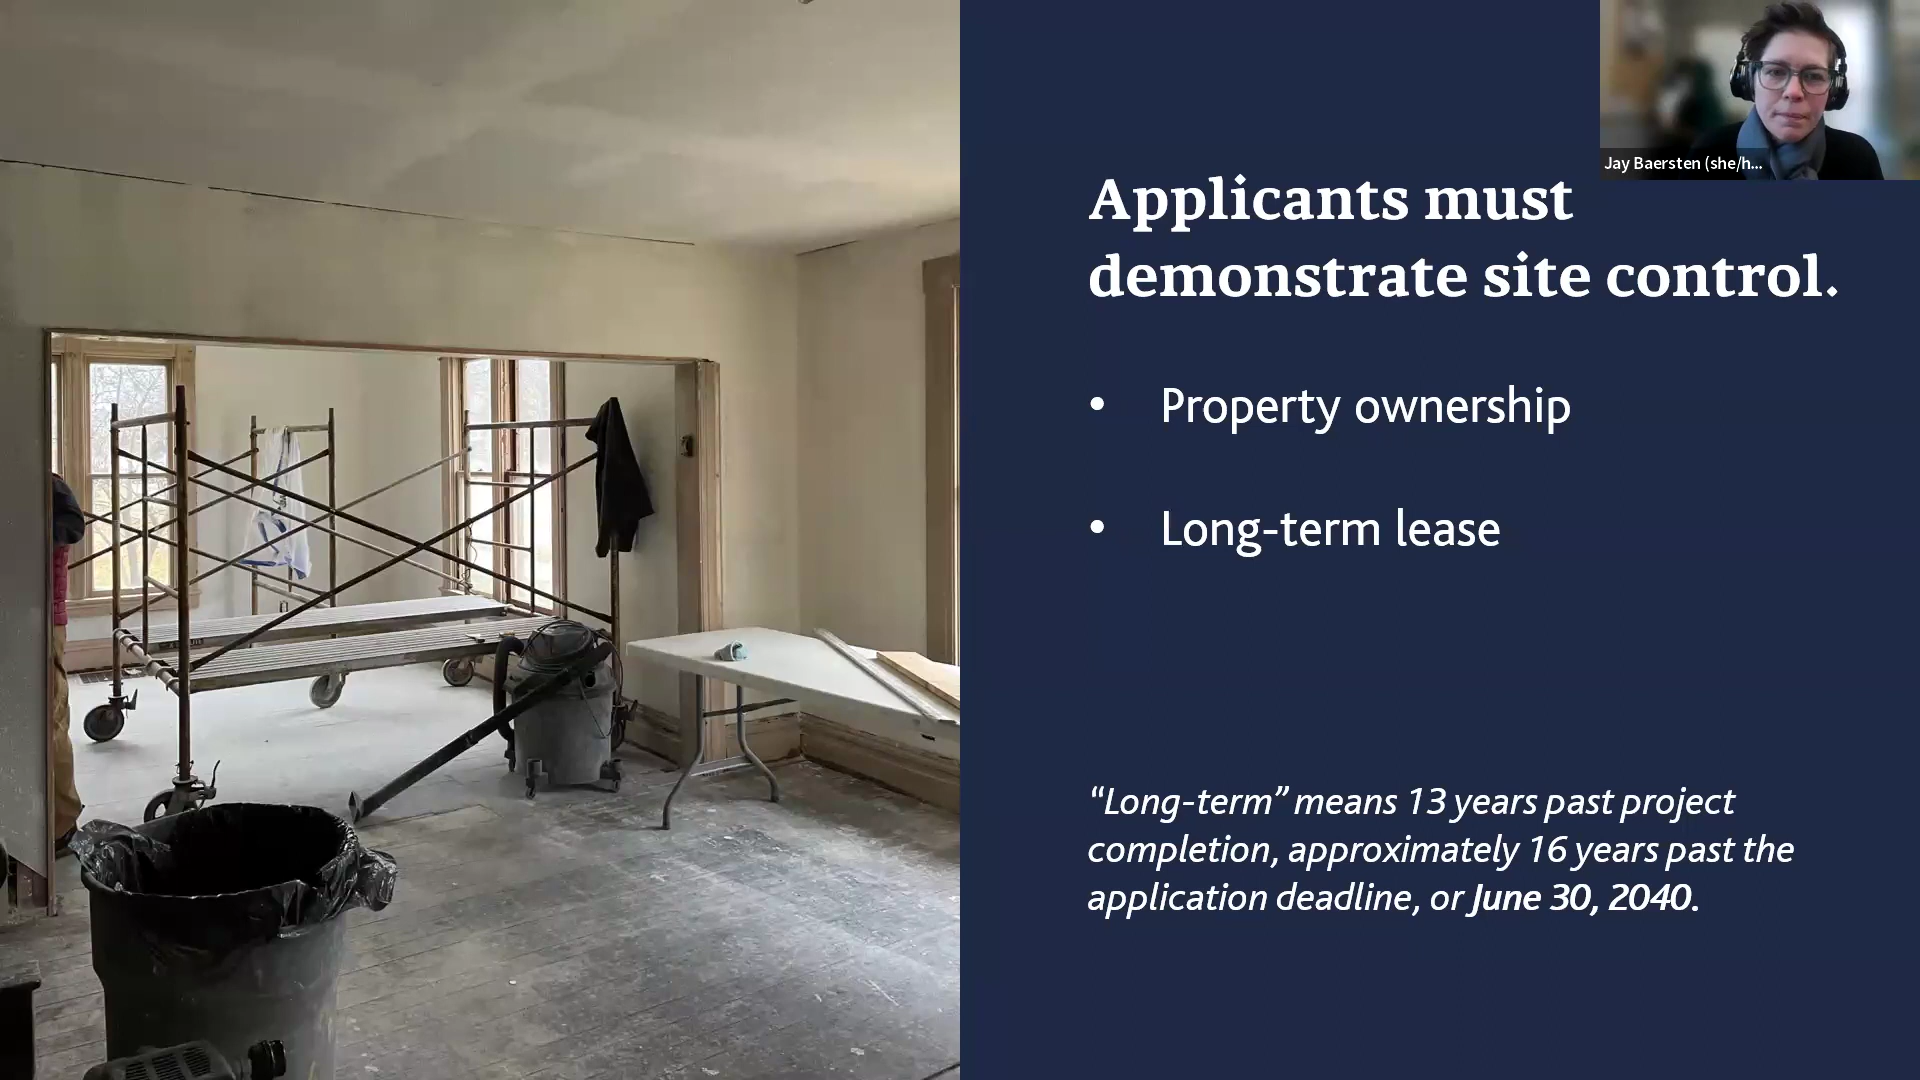 Jay Baersten (she/h...
Applicants must
demonstrate site control.
• Property ownership
• Long-term lease
“Long-term” means 13 years past project
completion, approximately 16 years past the
application deadline, or June 30, 2040.